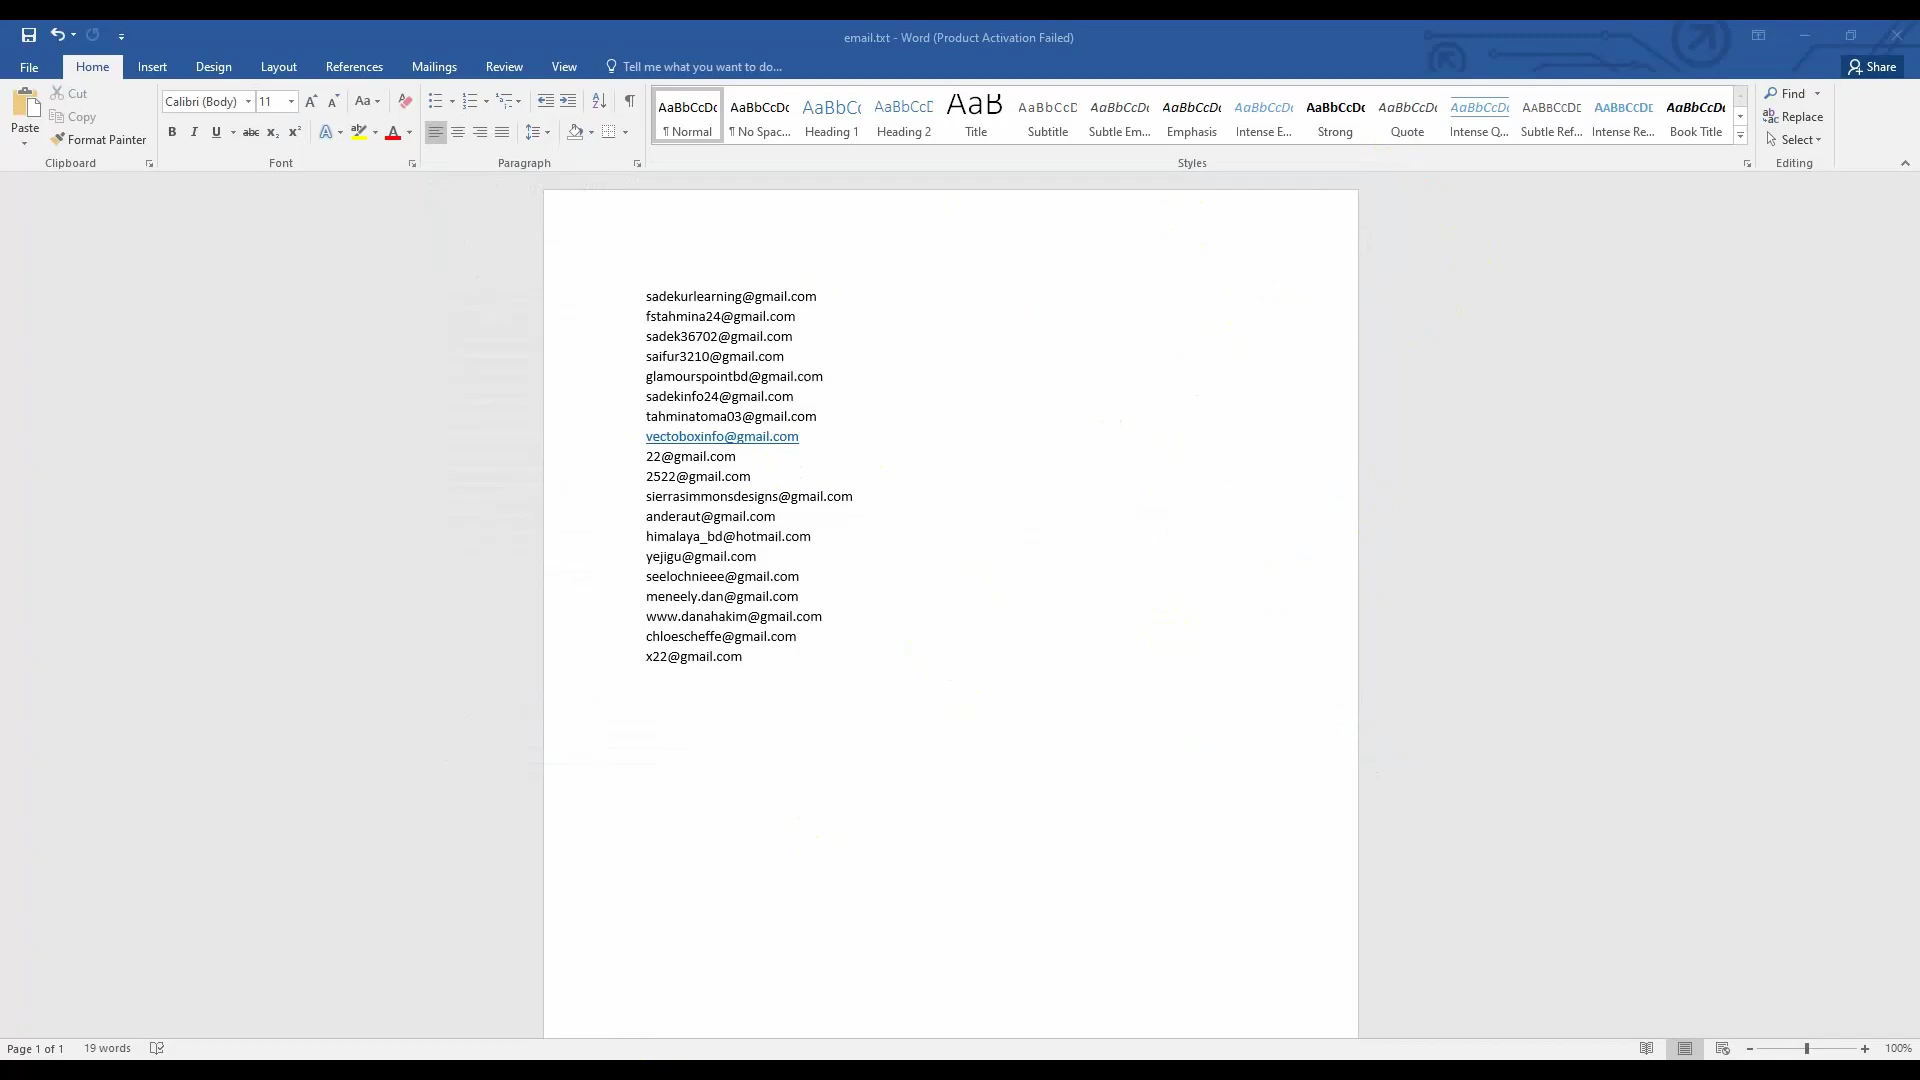 email.txt - Word (Product Activation Failed)
File Home Insert Design Layout References Mailings Review View Tell me what you want to do... Share
Paste
Cut
Copy
Format Painter
Clipboard
Calibri (Body) 11
Font
Paragraph
AaBbCcDc AaBbCcDc AaBbCc AaBbCcD AaB AaBbCcD AaBbCcDc AaBbCcDc AaBbCcDc AaBbCcDc AaBbCcDc AaBbCcDc AABBCCDE AABBCCDE AaBbCcDc
¶ Normal ¶ No Spac... Heading 1 Heading 2 Title Subtitle Subtle Em... Emphasis Intense E... Strong Quote Intense Q... Subtle Ref... Intense Re... Book Title
Styles
Find
Replace
Select
Editing
sadekurlearning@gmail.com
fstahmina24@gmail.com
sadek36702@gmail.com
saifur3210@gmail.com
glamourspointbd@gmail.com
sadekinfo24@gmail.com
tahminatoma03@gmail.com
vectoboxinfo@gmail.com
22@gmail.com
2522@gmail.com
sierrasimmonsdesigns@gmail.com
anderaut@gmail.com
himalaya_bd@hotmail.com
yejigu@gmail.com
seelochnieee@gmail.com
meneely.dan@gmail.com
www.danahakim@gmail.com
chloescheffe@gmail.com
x22@gmail.com
Page 1 of 1 19 words 100%